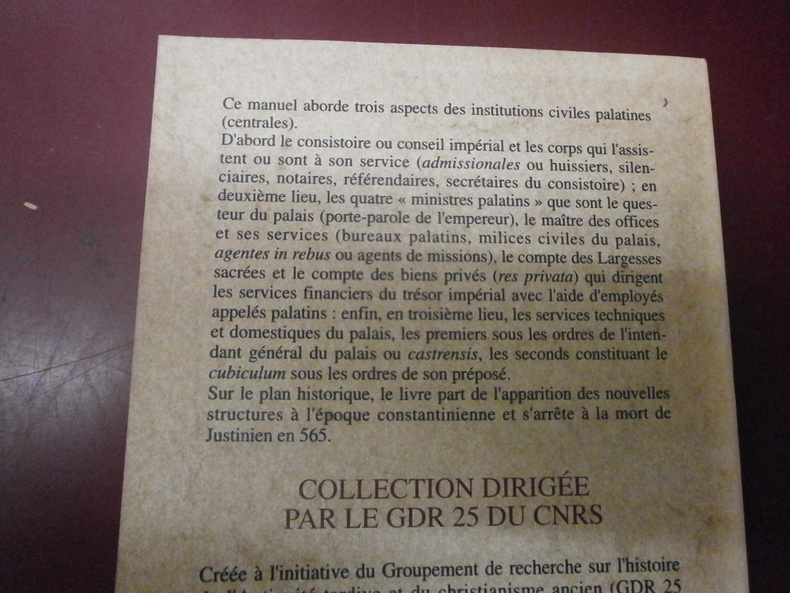 Ce manuel aborde trois aspects des institutions civiles palatines
(centrales).
D'abord le consistoire ou conseil impérial et les corps qui l'assis-
tent ou sont à son service (admissionales ou huissiers, silen-
ciaires, notaires, référendaires, secrétaires du consistoire) ; en
deuxième lieu, les quatre « ministres palatins » que sont le ques-
teur du palais (porte-parole de l'empereur), le maître des offices
et ses services (bureaux palatins, milices civiles du palais,
agentes in rebus ou agents de missions), le compte des Largesses
sacrées et le compte des biens privés (res privata) qui dirigent
les services financiers du trésor impérial avec l'aide d'employés
appelés palatins : enfin, en troisième lieu, les services techniques
et domestiques du palais, les premiers sous les ordres de l'inten-
dant général du palais ou castrensis, les seconds constituant le
cubiculum sous les ordres de son préposé.
Sur le plan historique, le livre part de l'apparition des nouvelles
structures à l'époque constantinienne et s'arrête à la mort de
Justinien en 565.
COLLECTION DIRIGÉE
PAR LE GDR 25 DU CNRS
Créée à l'initiative du Groupement de recherche sur l'histoire
de l'Antiquité tardive et du christianisme ancien (GDR 25